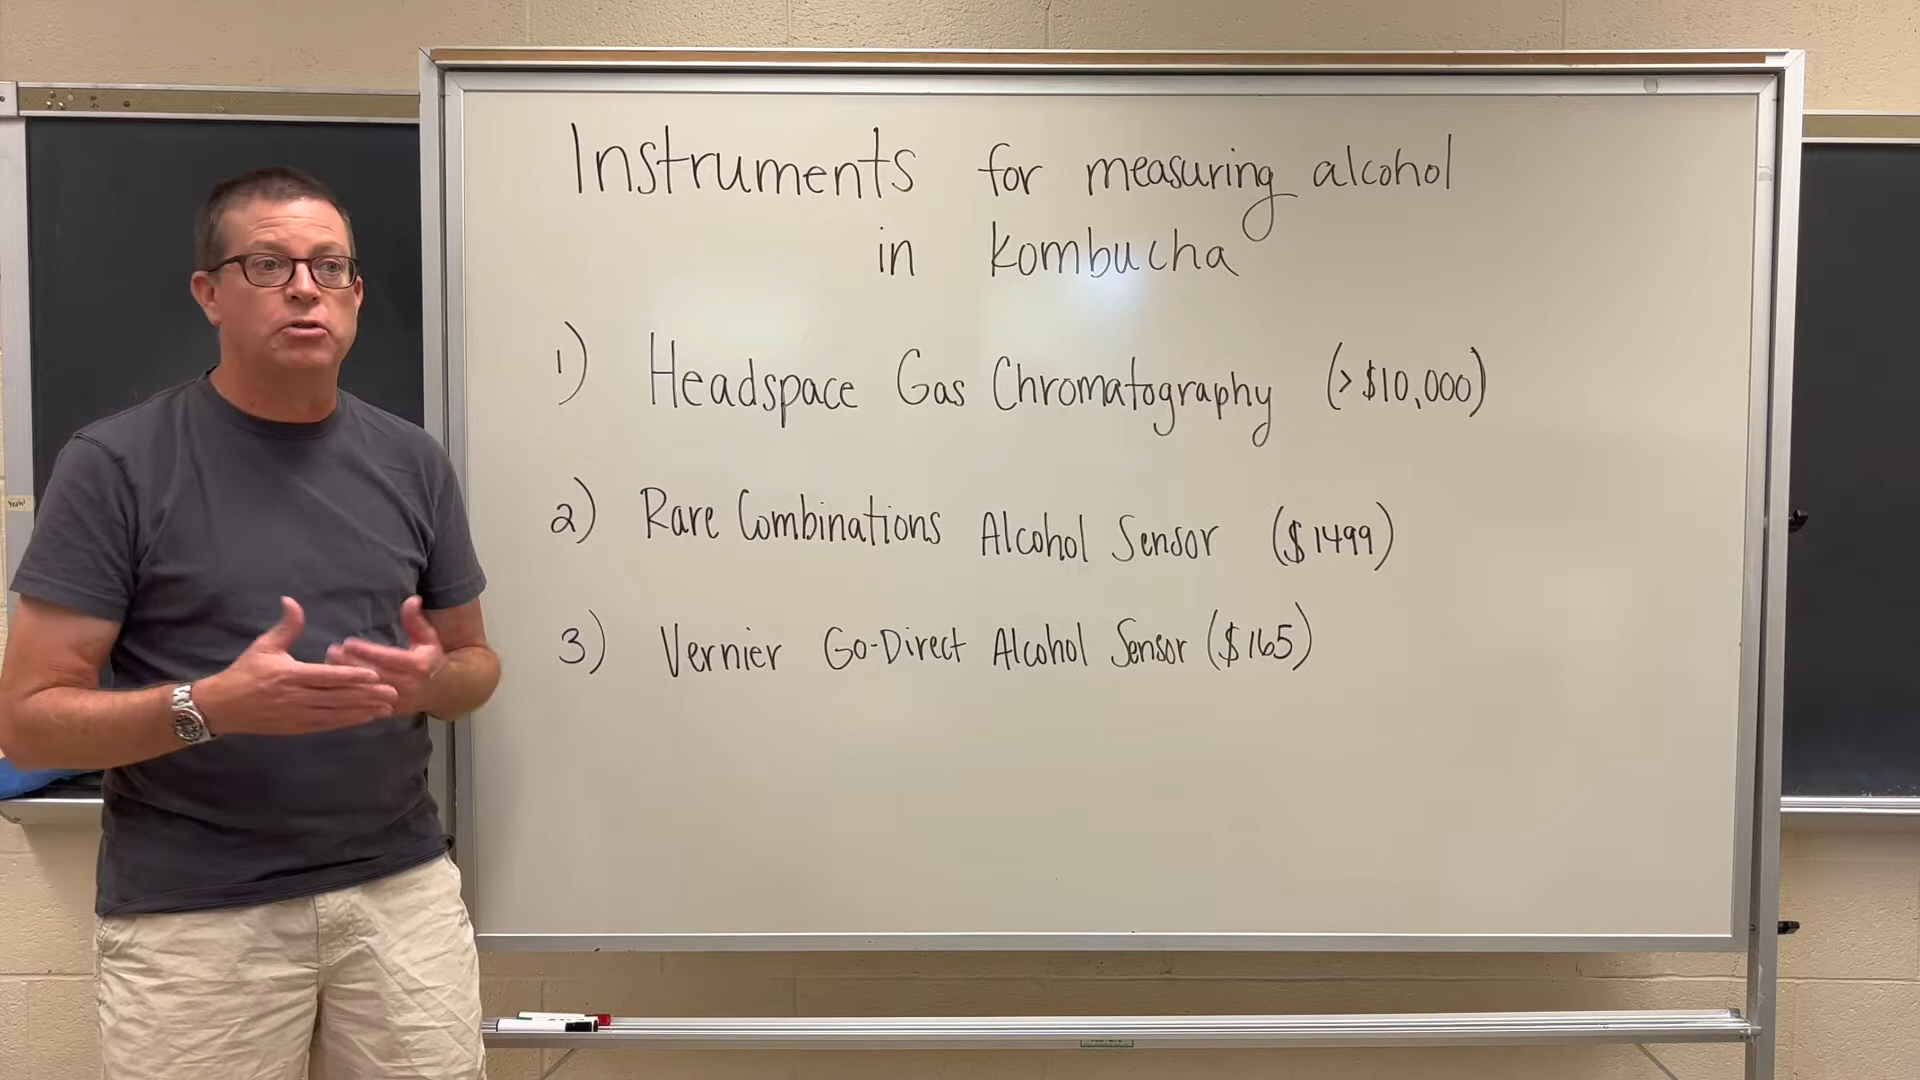 Instruments for measuring alcohol
in kombucha
1) Headspace Gas Chromatography (> $10,000)
2) Rare Combinations Alcohol Sensor ($1499)
3) Vernier Go-Direct Alcohol Sensor ($165)
Yeah!